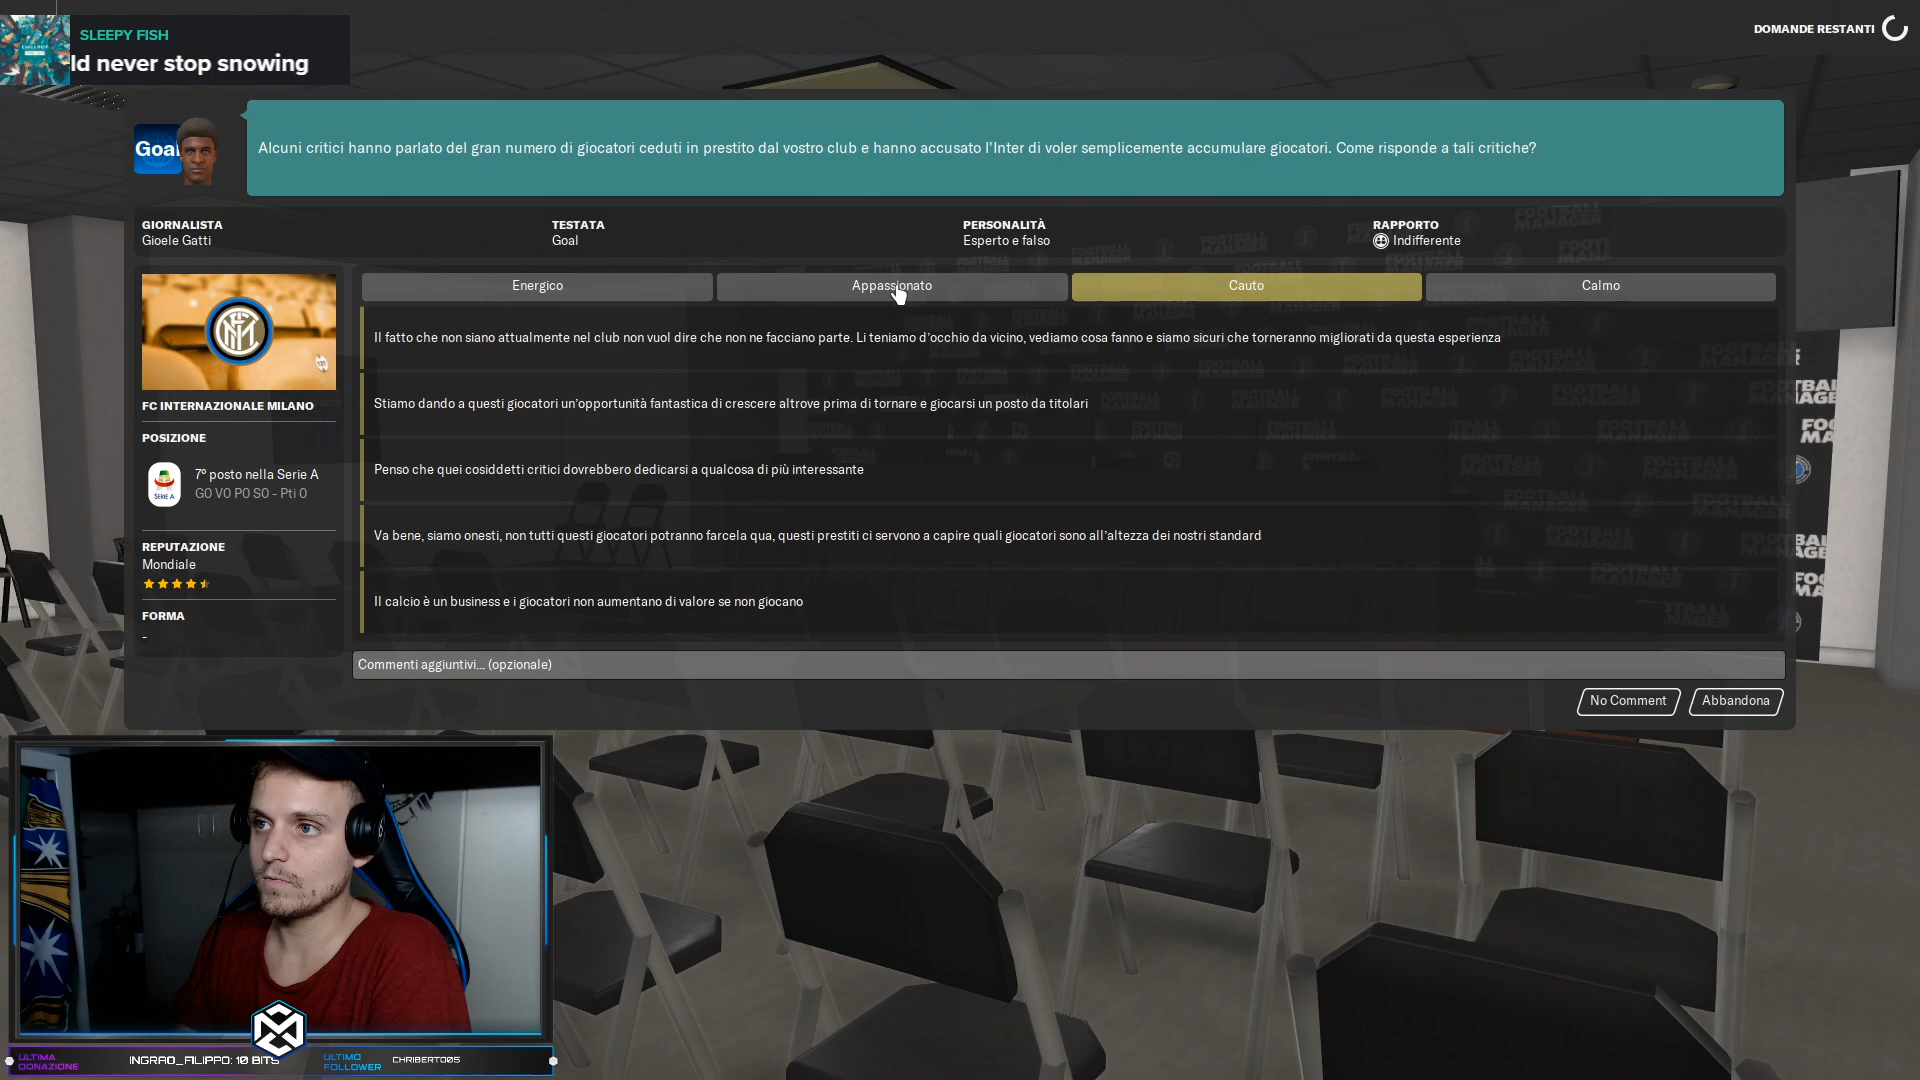 SLEEPY FISH
ld never stop snowing
DOMANDE RESTANTI
Goal
Alcuni critici hanno parlato del gran numero di giocatori ceduti in prestito dal vostro club e hanno accusato l'Inter di voler semplicemente accumulare giocatori. Come risponde a tali critiche?
GIORNALISTA
Gioele Gatti
TESTATA
Goal
PERSONALITÀ
Esperto e falso
RAPPORTO
Indifferente
Energico
Appassionato
Cauto
Calmo
Il fatto che non siano attualmente nel club non vuol dire che non ne facciano parte. Li teniamo d'occhio da vicino, vediamo cosa fanno e siamo sicuri che torneranno migliorati da questa esperienza
Stiamo dando a questi giocatori un'opportunità fantastica di crescere altrove prima di tornare e giocarsi un posto da titolari
Penso che quei cosiddetti critici dovrebbero dedicarsi a qualcosa di più interessante
Va bene, siamo onesti, non tutti questi giocatori potranno farcela qua, questi prestiti ci servono a capire quali giocatori sono all'altezza dei nostri standard
Il calcio è un business e i giocatori non aumentano di valore se non giocano
FC INTERNAZIONALE MILANO
POSIZIONE
SERIE A
7º posto nella Serie A
G0 V0 P0 S0 - Pti 0
REPUTAZIONE
Mondiale
FORMA
-
Commenti aggiuntivi... (opzionale)
No Comment
Abbandona
FOOTBALL
MANAGER
ULTIMA
DONAZIONE
INGRAO_FILIPPO: 10 BITS
ULTIMO
FOLLOWER
CHRIBERTO05